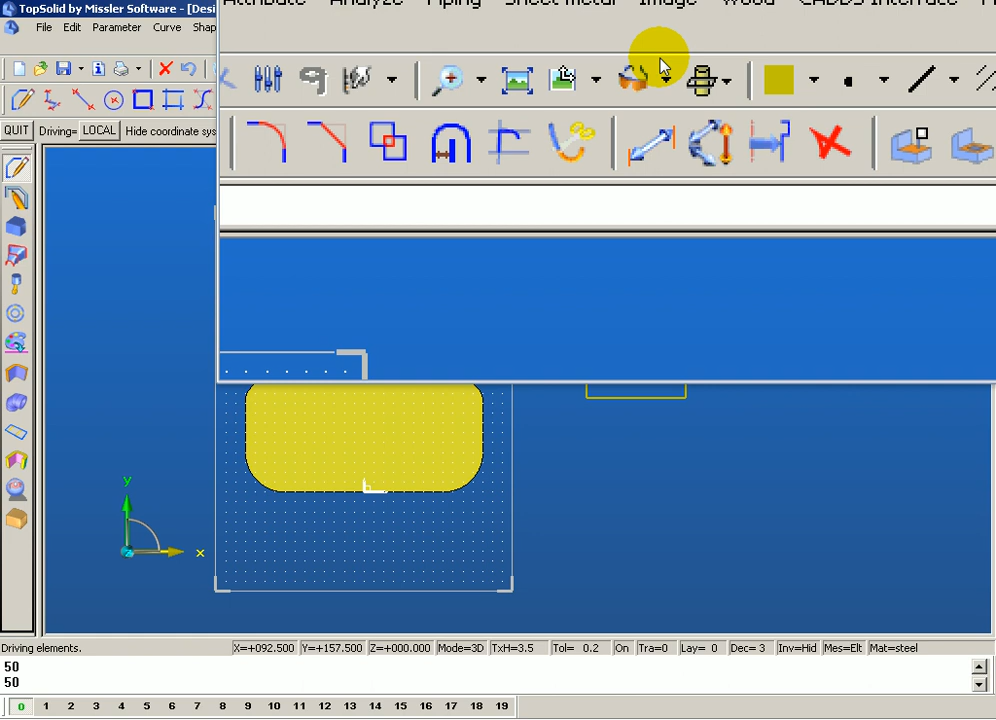 TopSolid by Missler Software - [Desi
File Edit Parameter Curve Shap
Attribute Analyze Piping Sheet metal Image Wood CADDS Interface
QUIT Driving= LOCAL Hide coordinate sys
y
x
Driving elements. X=+092.500 Y=+157.500 Z=+000.000 Mode=3D TxH=3.5 Tol= 0.2 On Tra=0 Lay= 0 Dec= 3 Inv=Hid Mes=Elt Mat=steel
50
50
0 1 2 3 4 5 6 7 8 9 10 11 12 13 14 15 16 17 18 19